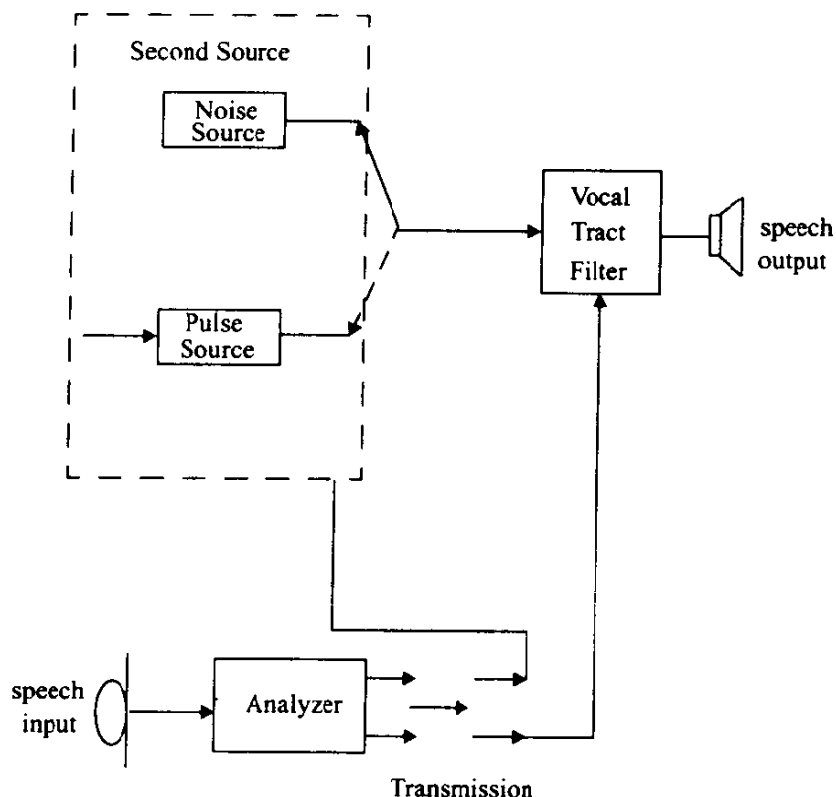 Second Source
Noise
Source
Pulse
Source
Vocal
Tract
Filter
speech
output
speech
input
Analyzer
Transmission